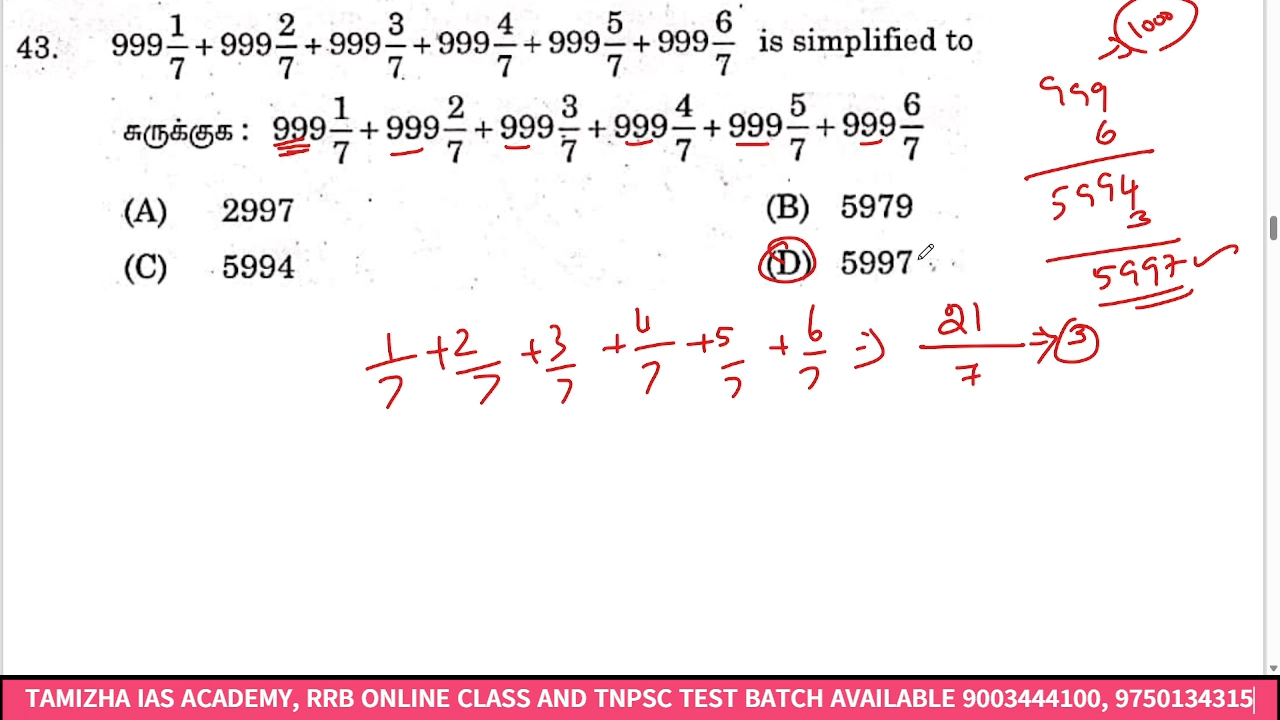 43. 999 1/7 + 999 2/7 + 999 3/7 + 999 4/7 + 999 5/7 + 999 6/7 is simplified to
சுருக்குக : 999 1/7 + 999 2/7 + 999 3/7 + 999 4/7 + 999 5/7 + 999 6/7
(A) 2997 (B) 5979
(C) 5994 (D) 5997
1000
999
6
5994
3
5997 ✓
1/7 + 2/7 + 3/7 + 4/7 + 5/7 + 6/7 => 21/7 => 3
TAMIZHA IAS ACADEMY, RRB ONLINE CLASS AND TNPSC TEST BATCH AVAILABLE 9003444100, 9750134315